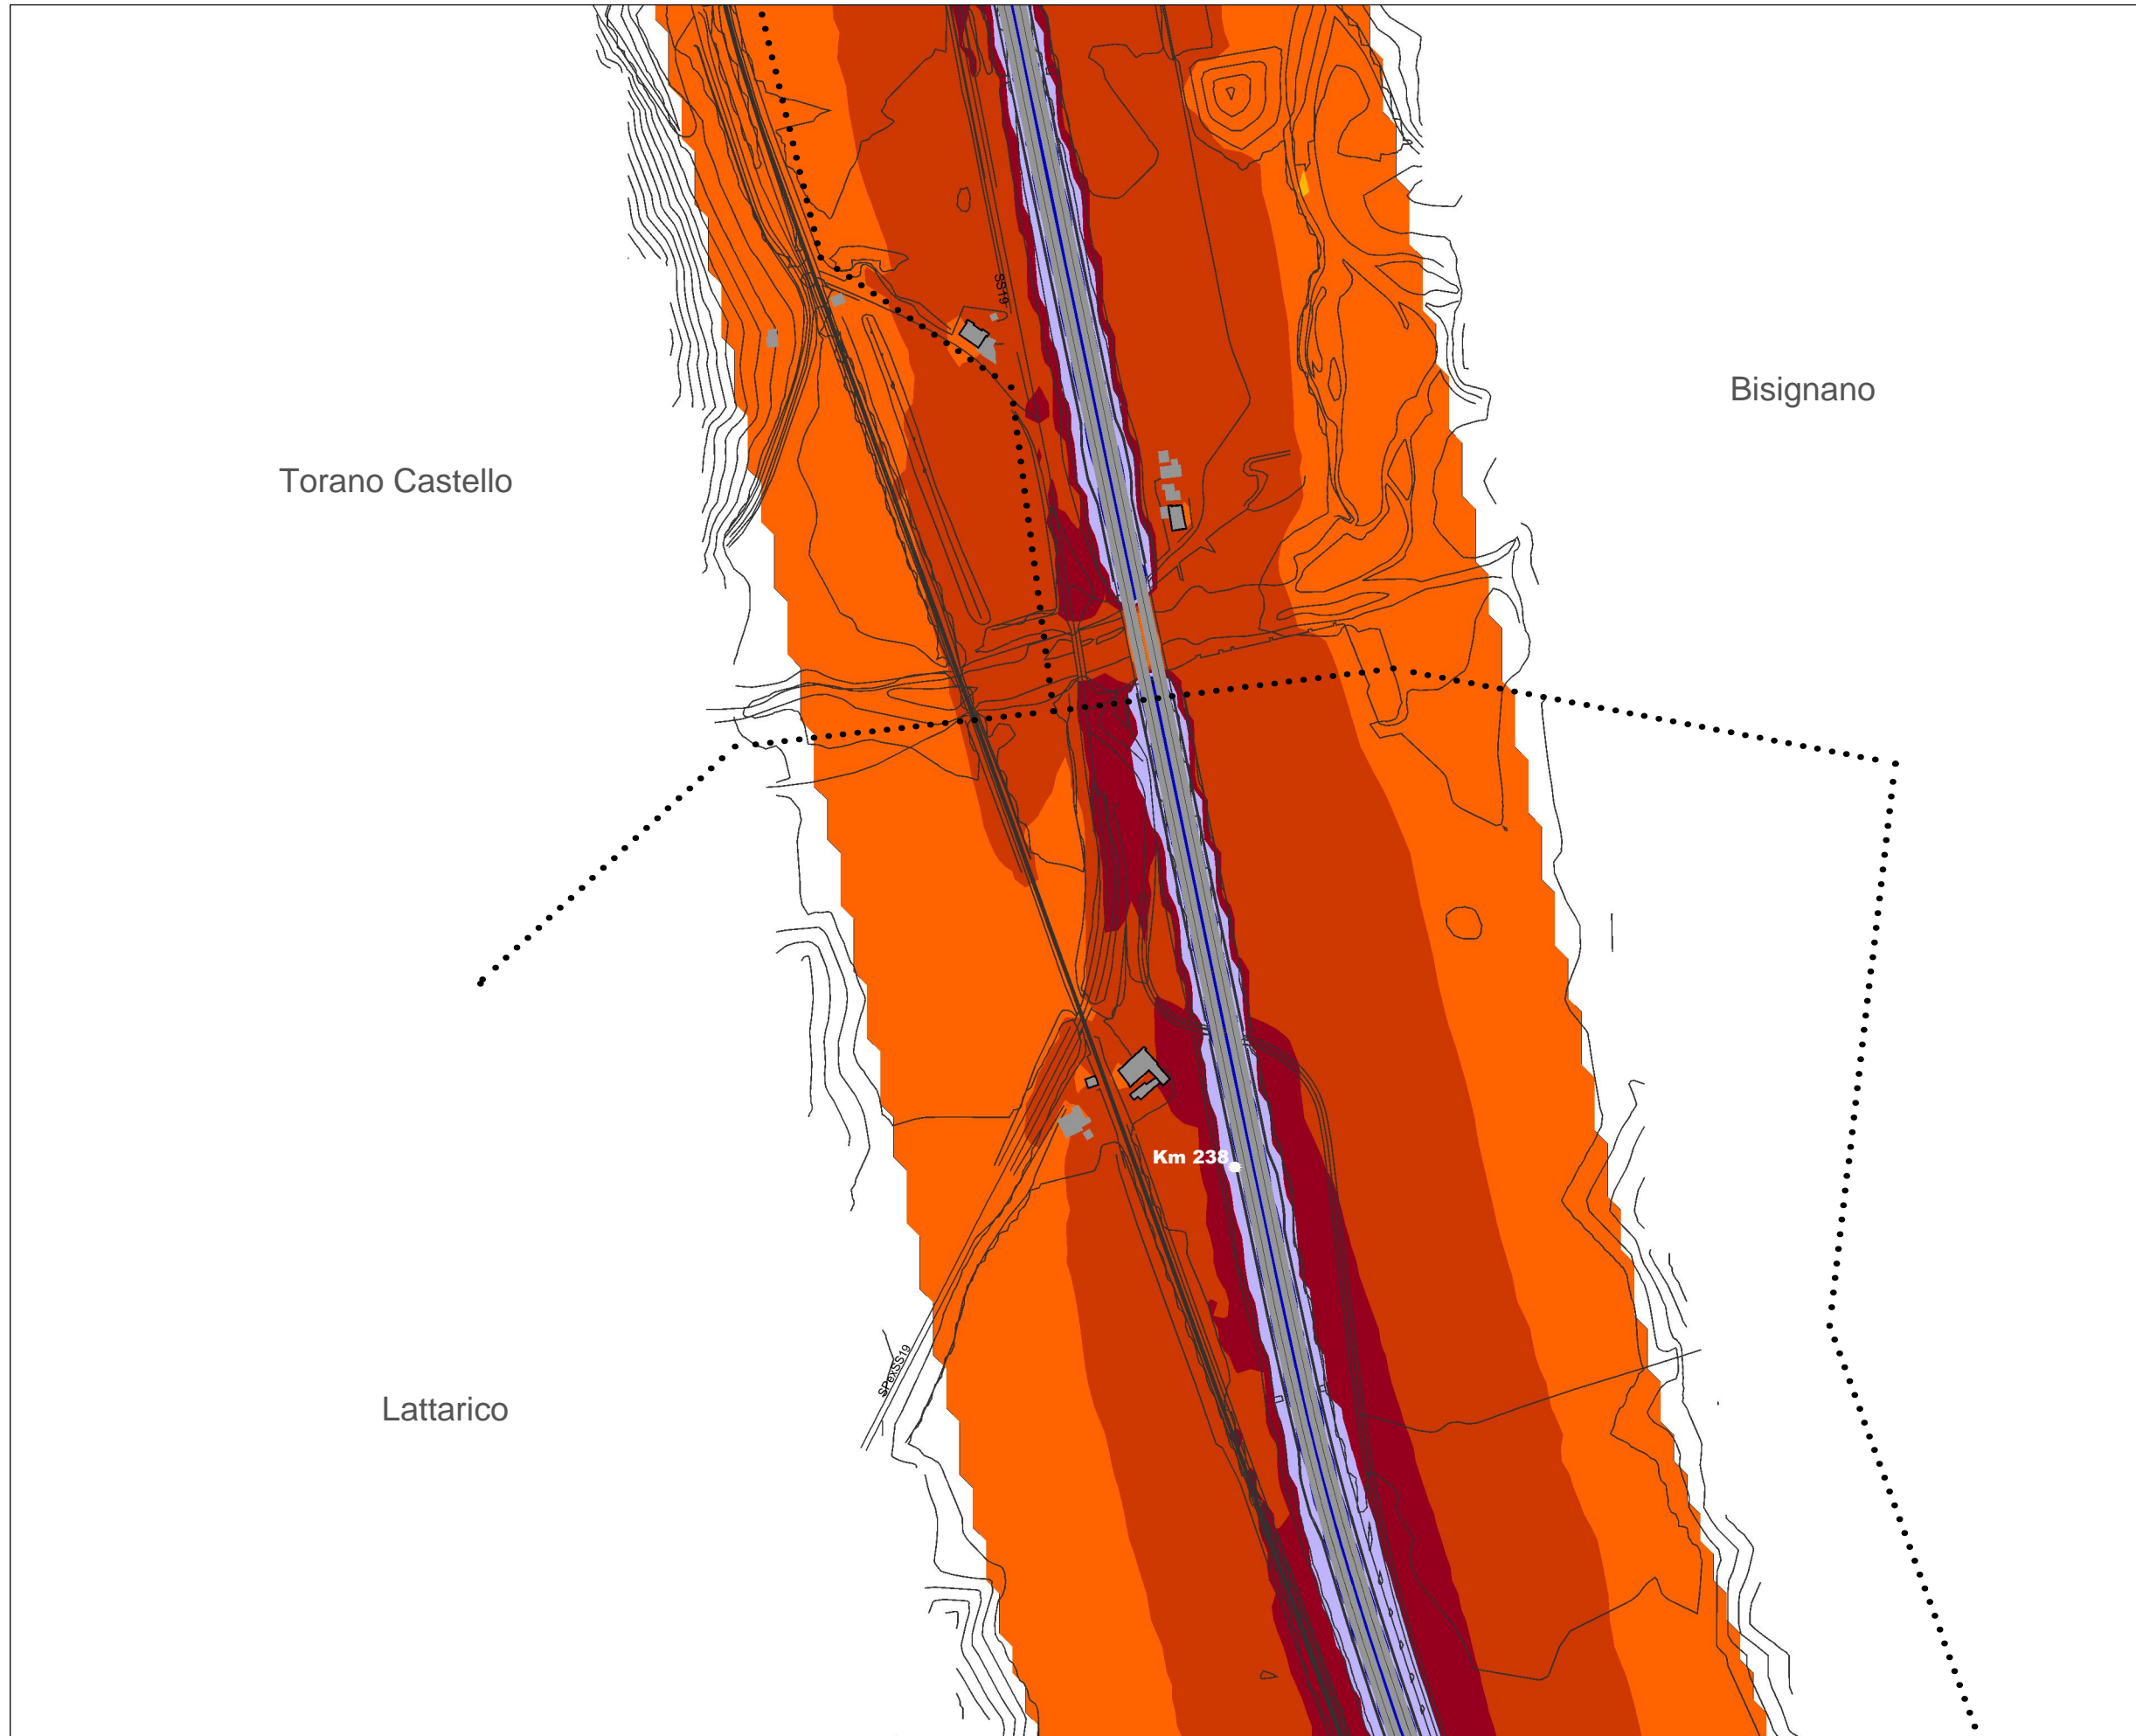 SS19
Bisignano
Torano Castello
Km 238
SPexSS19
Lattarico